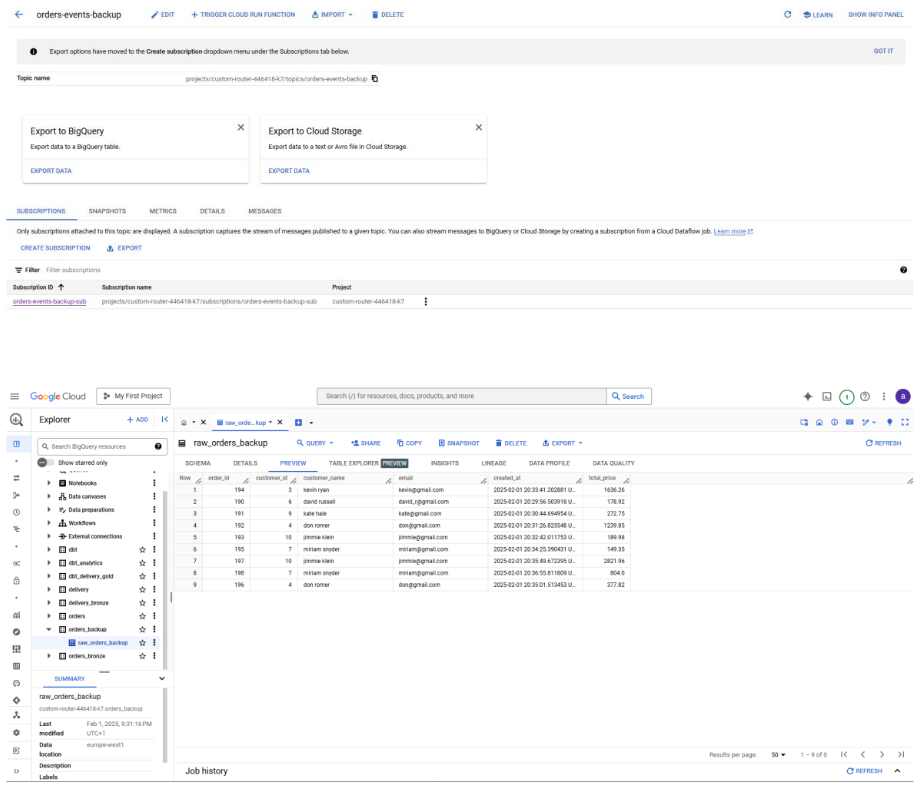 orders-events-backup EDIT + TRIGGER CLOUD RUN FUNCTION IMPORT DELETE LEARN SHOW INFO PANEL
Export options have moved to the Create subscription dropdown menu under the Subscriptions tab below. GOT IT
Topic name projects/custom-router-446418-k7/topics/orders-events-backup
Export to BigQuery
Export data to a BigQuery table.
EXPORT DATA
Export to Cloud Storage
Export data to a text or Avro file in Cloud Storage.
EXPORT DATA
SUBSCRIPTIONS SNAPSHOTS METRICS DETAILS MESSAGES
Only subscriptions attached to this topic are displayed. A subscription captures the stream of messages published to a given topic. You can also stream messages to BigQuery or Cloud Storage by creating a subscription from a Cloud Dataflow job. Learn more
CREATE SUBSCRIPTION EXPORT
Filter Filter subscriptions
Subscription ID Subscription name Project
orders-events-backup-sub projects/custom-router-446418-k7/subscriptions/orders-events-backup-sub custom-router-446418-k7
Google Cloud My First Project Search (/) for resources, docs, products, and more Search 1 a
Explorer + ADD
Search BigQuery resources
Show starred only
Notebooks
Data canvases
Data preparations
Workflows
External connections
dbt
dbt_analytics
dbt_delivery_gold
delivery
delivery_bronze
orders
orders_backup
raw_orders_backup
orders_bronze
SUMMARY
raw_orders_backup
custom-router-446418-k7.orders_backup
Last modified Feb 1, 2025, 9:31:16 PM UTC+1
Data location europe-west1
Description
Labels
raw_orde... kup
raw_orders_backup QUERY SHARE COPY SNAPSHOT DELETE EXPORT REFRESH
SCHEMA DETAILS PREVIEW TABLE EXPLORER PREVIEW INSIGHTS LINEAGE DATA PROFILE DATA QUALITY
Row order_id customer_id customer_name email created_at total_price
1 194 3 kevin ryan kevin@gmail.com 2025-02-01 20:33:41.202881 U... 1636.26
2 190 6 david russell david_r@gmail.com 2025-02-01 20:29:56.503918 U... 178.92
3 191 9 kate hale kate@gmail.com 2025-02-01 20:30:44.694954 U... 272.75
4 192 4 don romer don@gmail.com 2025-02-01 20:31:26.825548 U... 1239.85
5 193 10 jimmie klein jimmie@gmail.com 2025-02-01 20:32:42.011753 U... 189.98
6 195 7 miriam snyder miriam@gmail.com 2025-02-01 20:34:25.390431 U... 149.35
7 197 10 jimmie klein jimmie@gmail.com 2025-02-01 20:35:49.672395 U... 2821.96
8 198 7 miriam snyder miriam@gmail.com 2025-02-01 20:36:55.811809 U... 804.0
9 196 4 don romer don@gmail.com 2025-02-01 20:35:01.513453 U... 377.82
Results per page: 50 1 – 9 of 0
Job history REFRESH